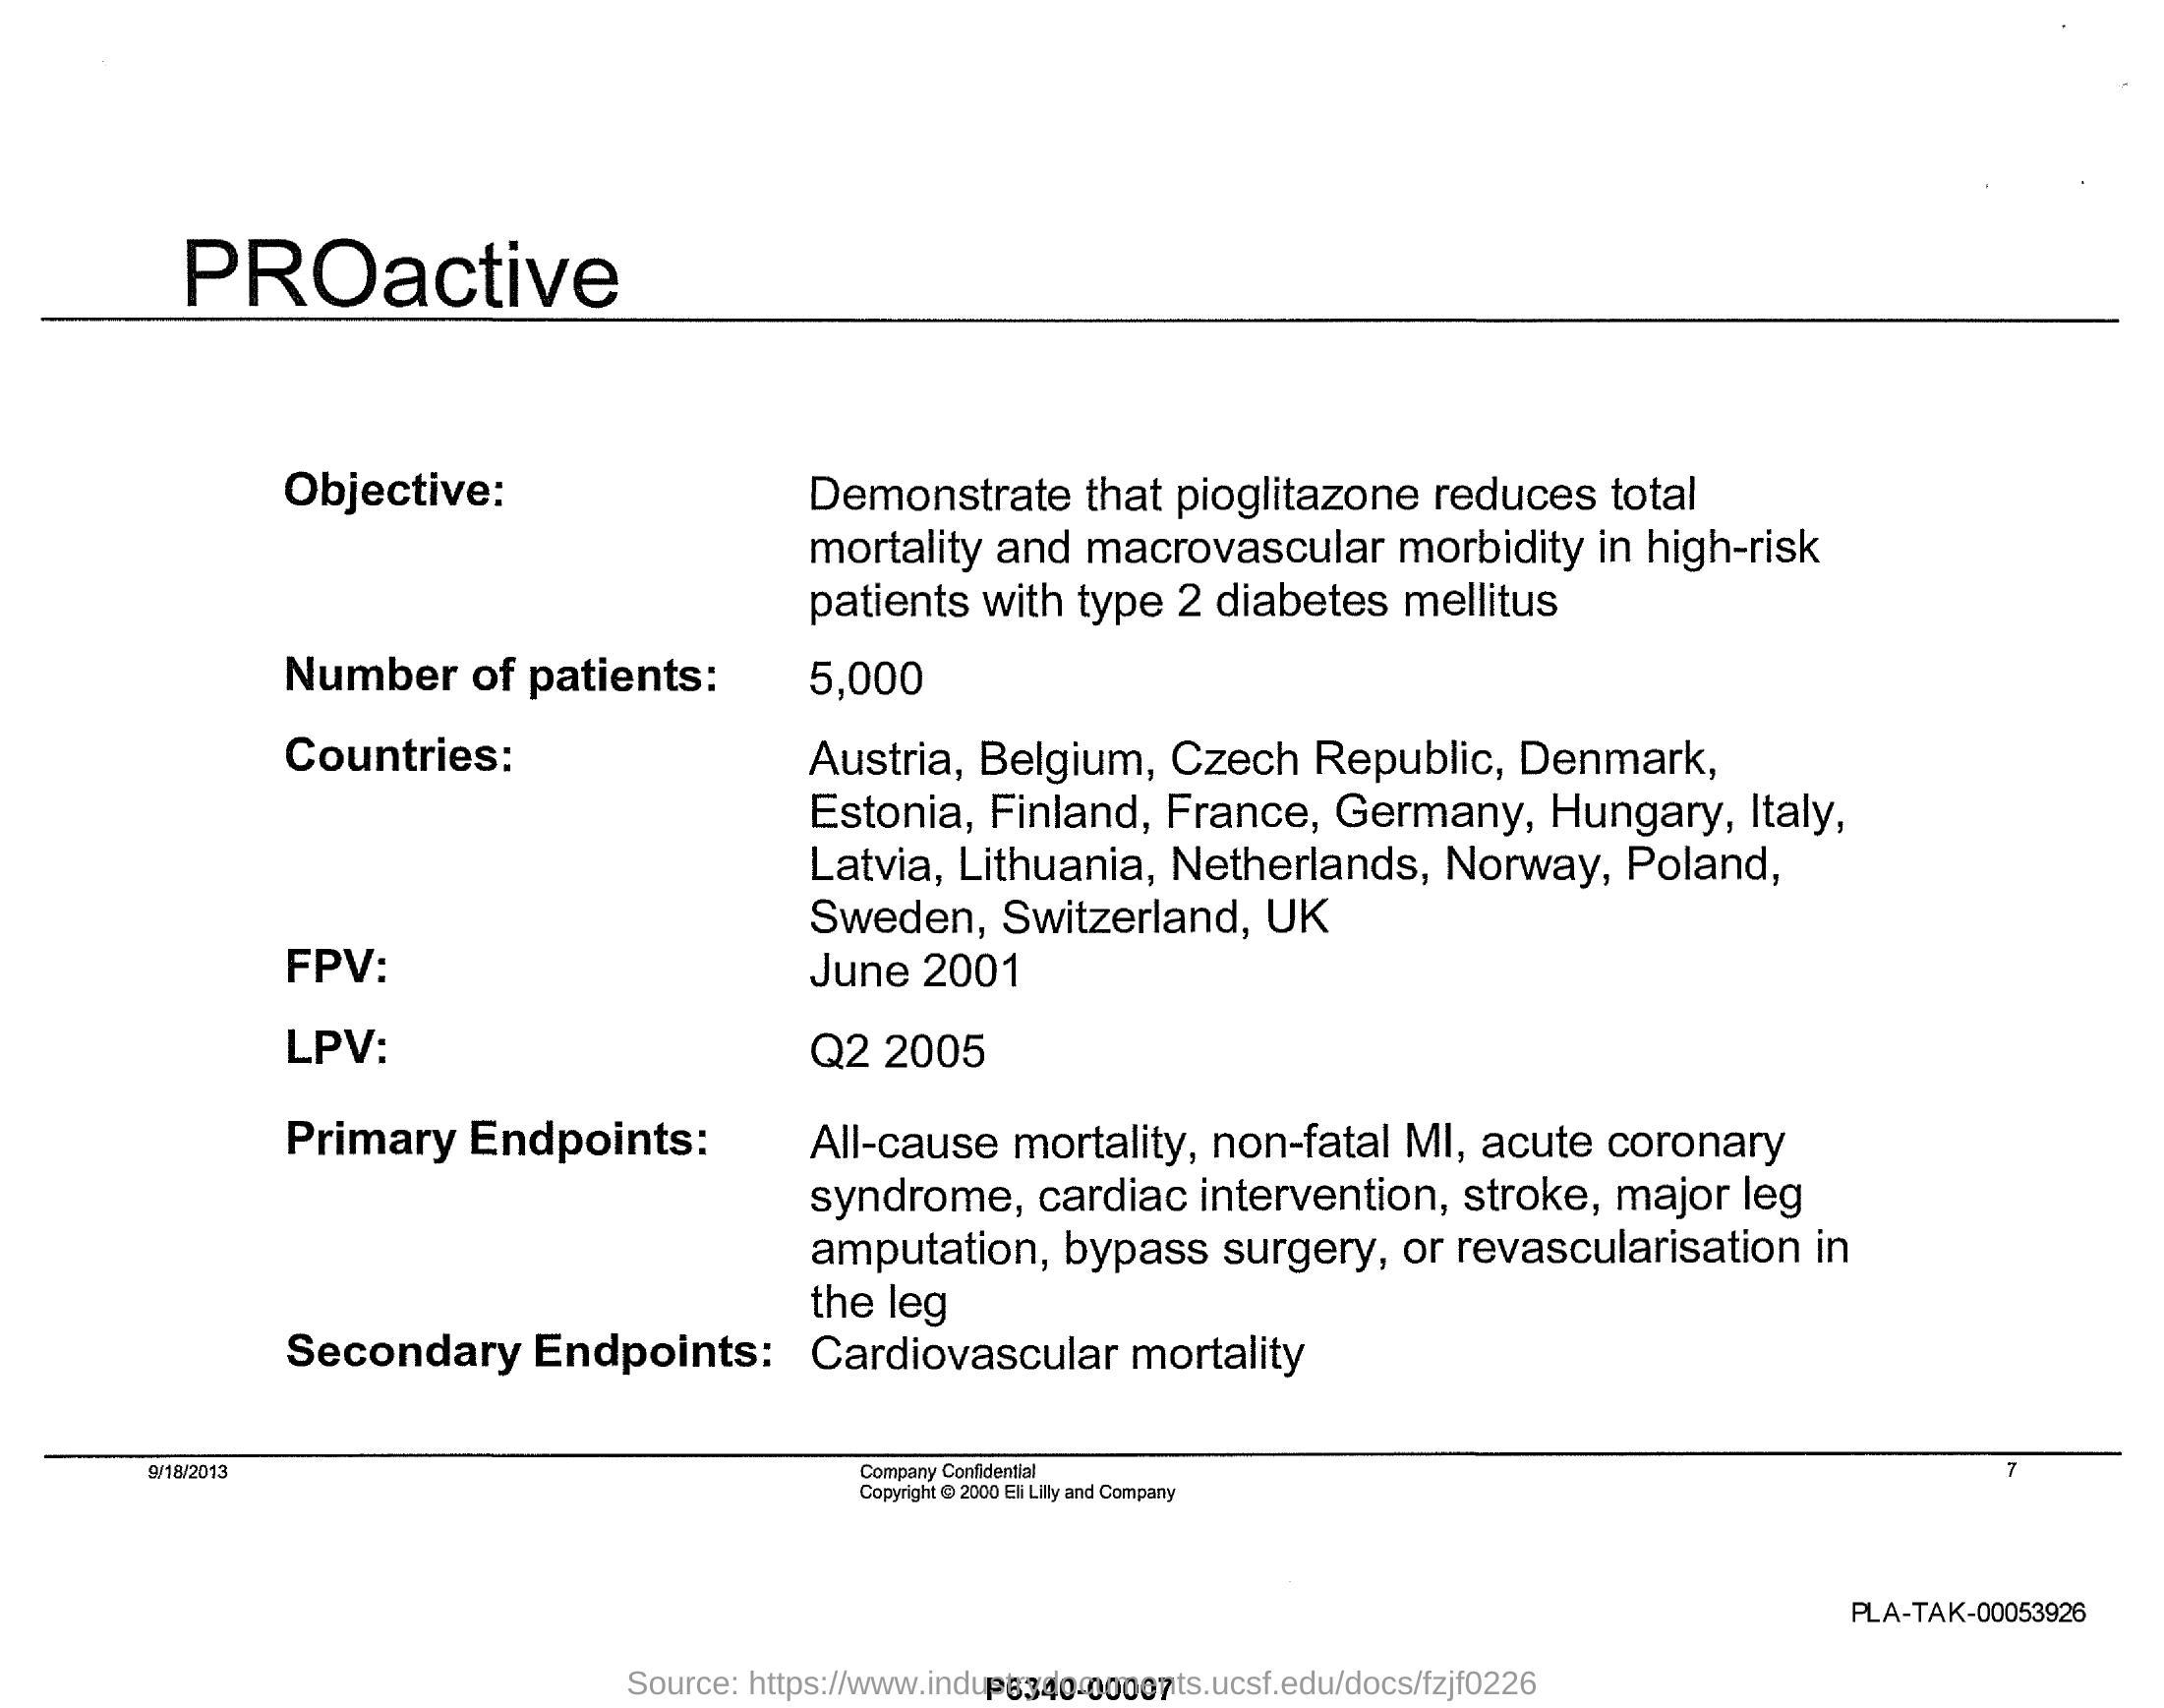 PROactive
Objective: Demonstrate that pioglitazone reduces total
mortality and macrovascular morbidity in high-risk
patients with type 2 diabetes mellitus
Number of patients: 5,000
Countries: Austria, Belgium, Czech Republic, Denmark,
Estonia, Finland, France, Germany, Hungary, Italy,
Latvia, Lithuania, Netherlands, Norway, Poland,
Sweden, Switzerland, UK
FPV: June 2001
LPV: Q2 2005
Primary Endpoints: All-cause mortality, non-fatal MI, acute coronary
syndrome, cardiac intervention, stroke, major leg
amputation, bypass surgery, or revascularisation in
the leg
Secondary Endpoints: Cardiovascular mortality
9/18/2013 Company Confidential 7
Copyright © 2000 Eli Lilly and Company
PLA-TAK-00053926
Source: https://www.industrydocuments.ucsf.edu/docs/fzjf0226
P6340-00067